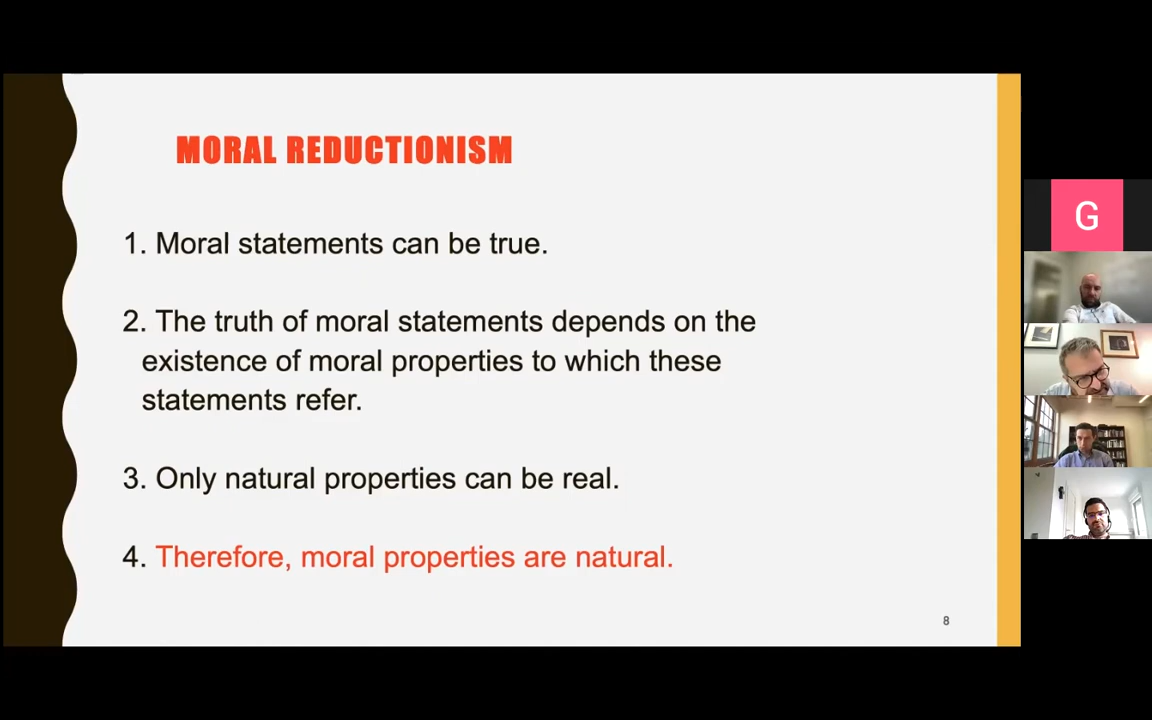 MORAL REDUCTIONISM
1. Moral statements can be true.
2. The truth of moral statements depends on the
existence of moral properties to which these
statements refer.
3. Only natural properties can be real.
4. Therefore, moral properties are natural.
8
G